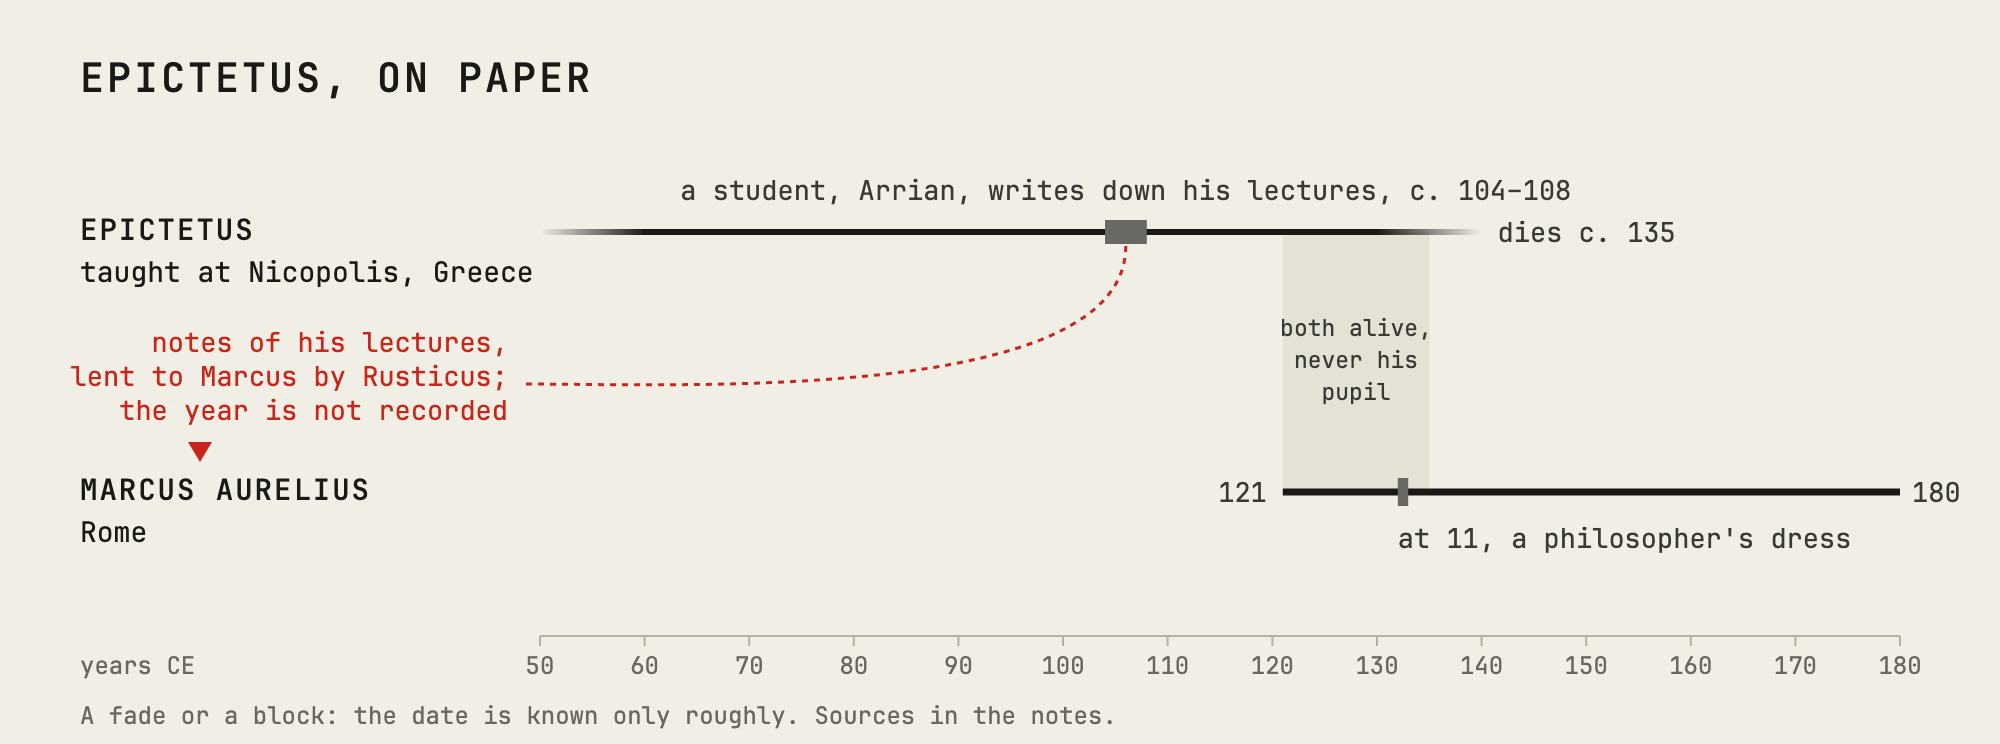 EPICTETUS, ON PAPER
a student, Arrian, writes down his lectures, c. 104–108
EPICTETUS
dies c. 135
taught at Nicopolis, Greece
both alive,
never his
pupil
notes of his lectures,
lent to Marcus by Rusticus;
the year is not recorded
MARCUS AURELIUS
121
180
Rome
at 11, a philosopher's dress
years CE
50 60 70 80 90 100 110 120 130 140 150 160 170 180
A fade or a block: the date is known only roughly. Sources in the notes.